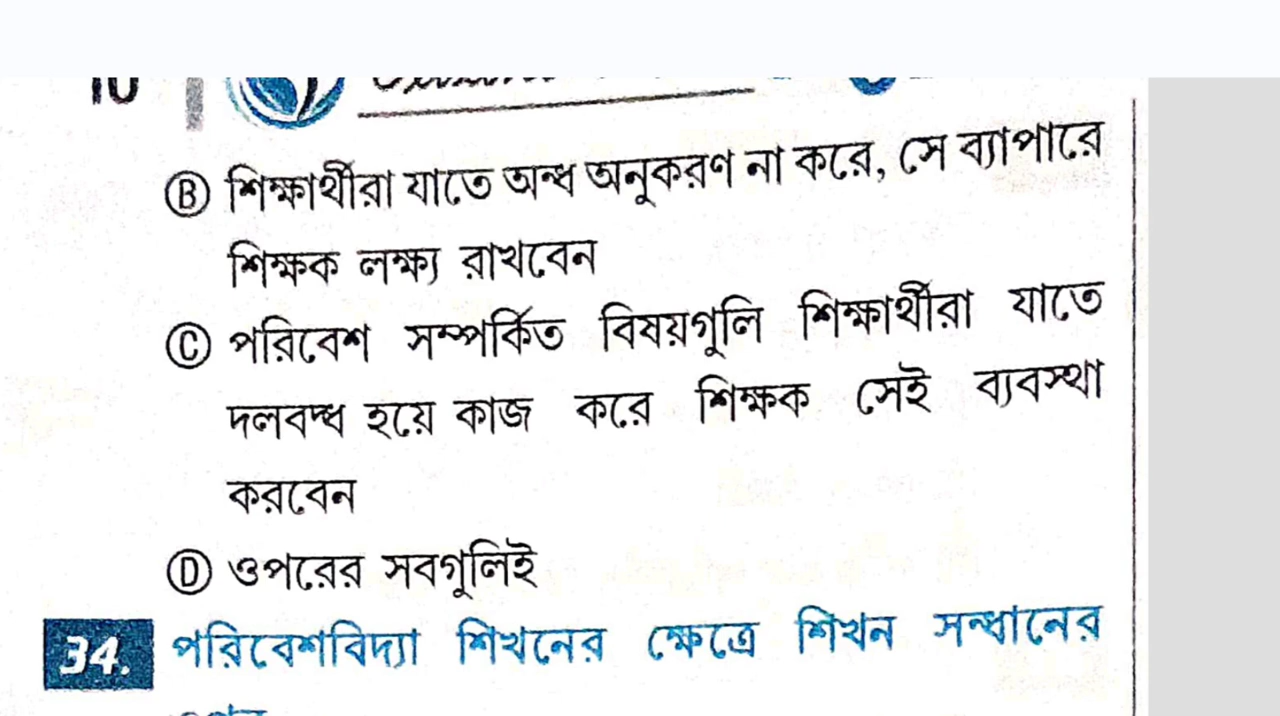 Ⓑ শিক্ষার্থীরা যাতে অন্ধ অনুকরণ না করে, সে ব্যাপারে
শিক্ষক লক্ষ্য রাখবেন
Ⓒ পরিবেশ সম্পর্কিত বিষয়গুলি শিক্ষার্থীরা যাতে
দলবদ্ধ হয়ে কাজ করে শিক্ষক সেই ব্যবস্থা
করবেন
Ⓓ ওপরের সবগুলিই
34. পরিবেশবিদ্যা শিখনের ক্ষেত্রে শিখন সন্ধানের